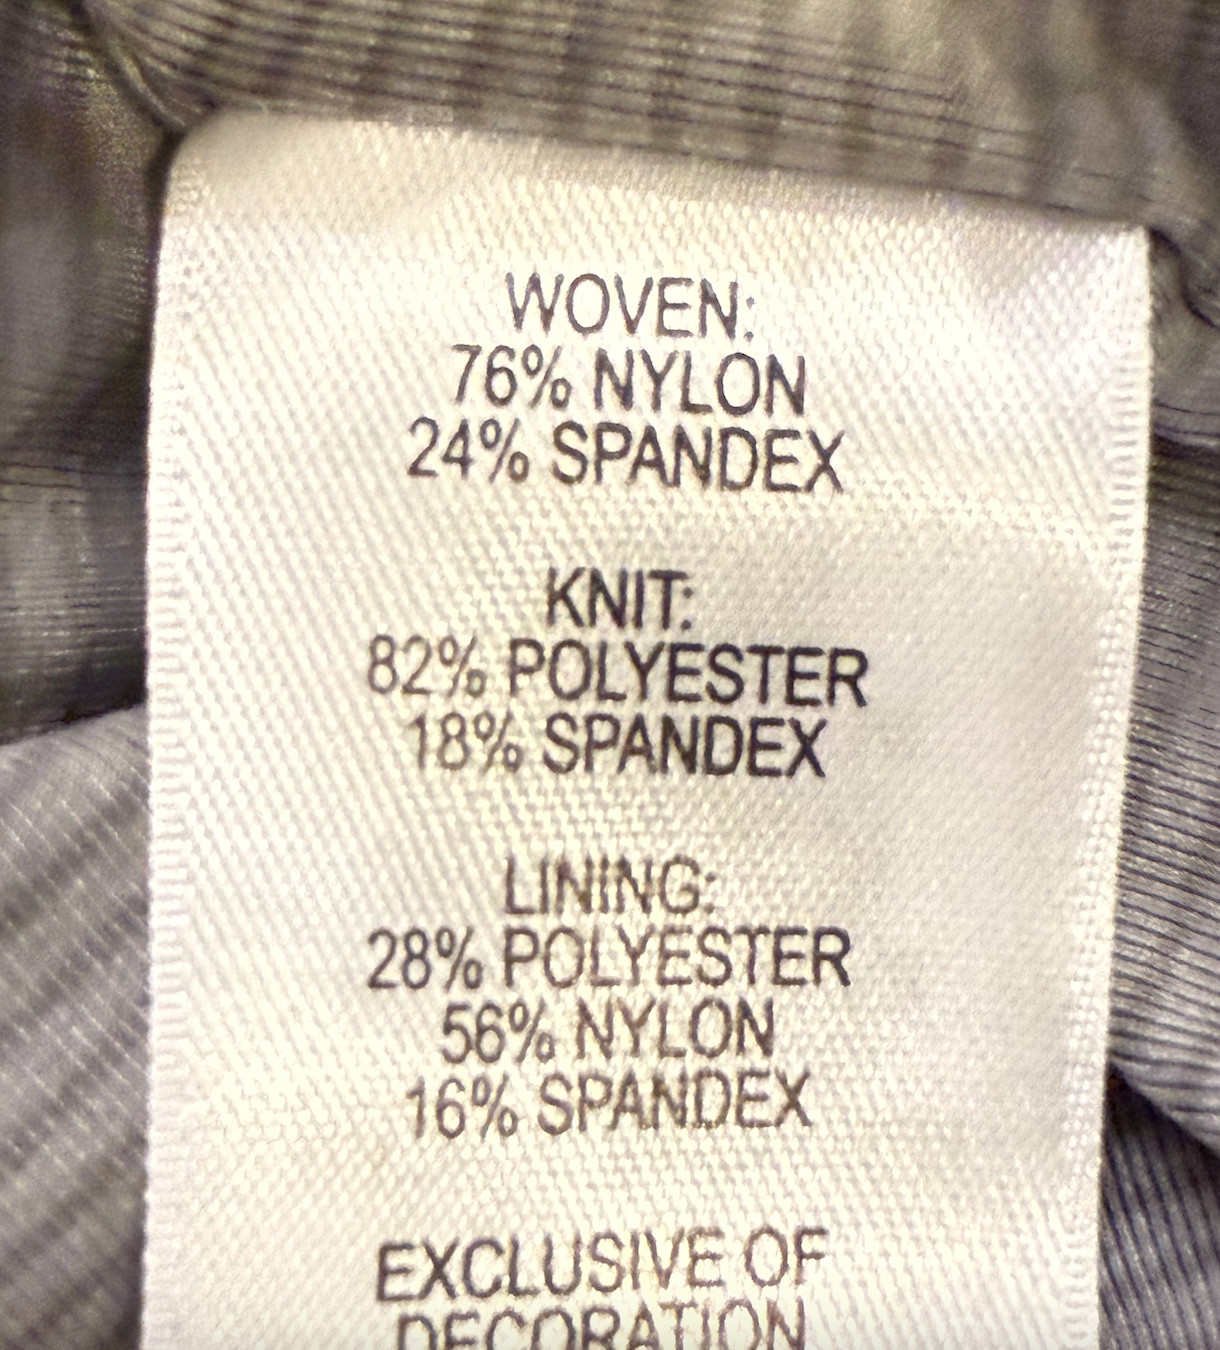 WOVEN:
76% NYLON
24% SPANDEX
KNIT:
82% POLYESTER
18% SPANDEX
LINING:
28% POLYESTER
56% NYLON
16% SPANDEX
EXCLUSIVE OF
DECORATION